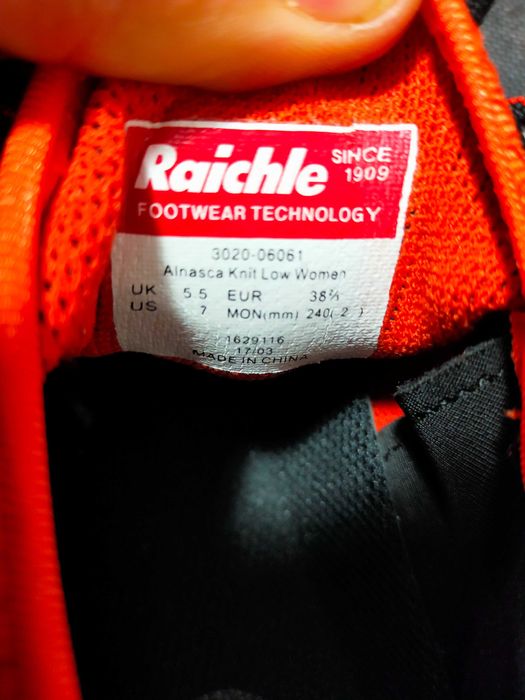 Raichle SINCE 1909
FOOTWEAR TECHNOLOGY
3020-06061
Alnasca Knit Low Women
UK 5.5 EUR 38⅔
US 7 MON(mm) 240( 2 )
1629116
17/03
MADE IN CHINA